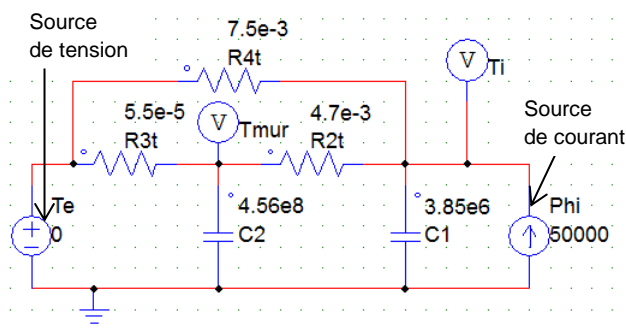 Source
de tension
7.5e-3
R4t
V
Ti
5.5e-5
R3t
V
Tmur
4.7e-3
R2t
Source
de courant
Te
0
4.56e8
C2
3.85e6
C1
Phi
50000